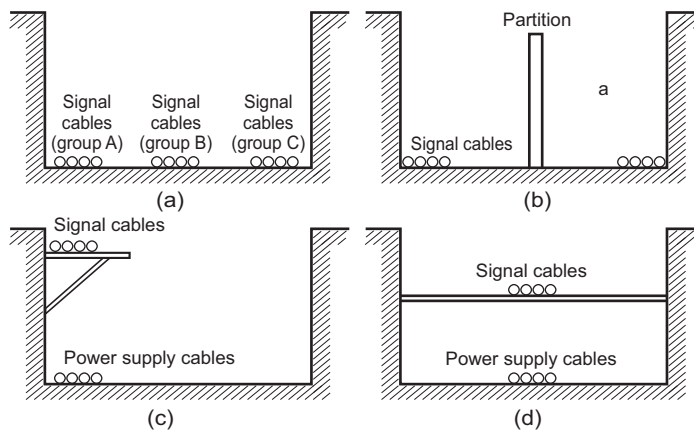 Signal
cables
(group A)
Signal
cables
(group B)
Signal
cables
(group C)
(a)
Partition
a
Signal cables
(b)
Signal cables
Power supply cables
(c)
Signal cables
Power supply cables
(d)